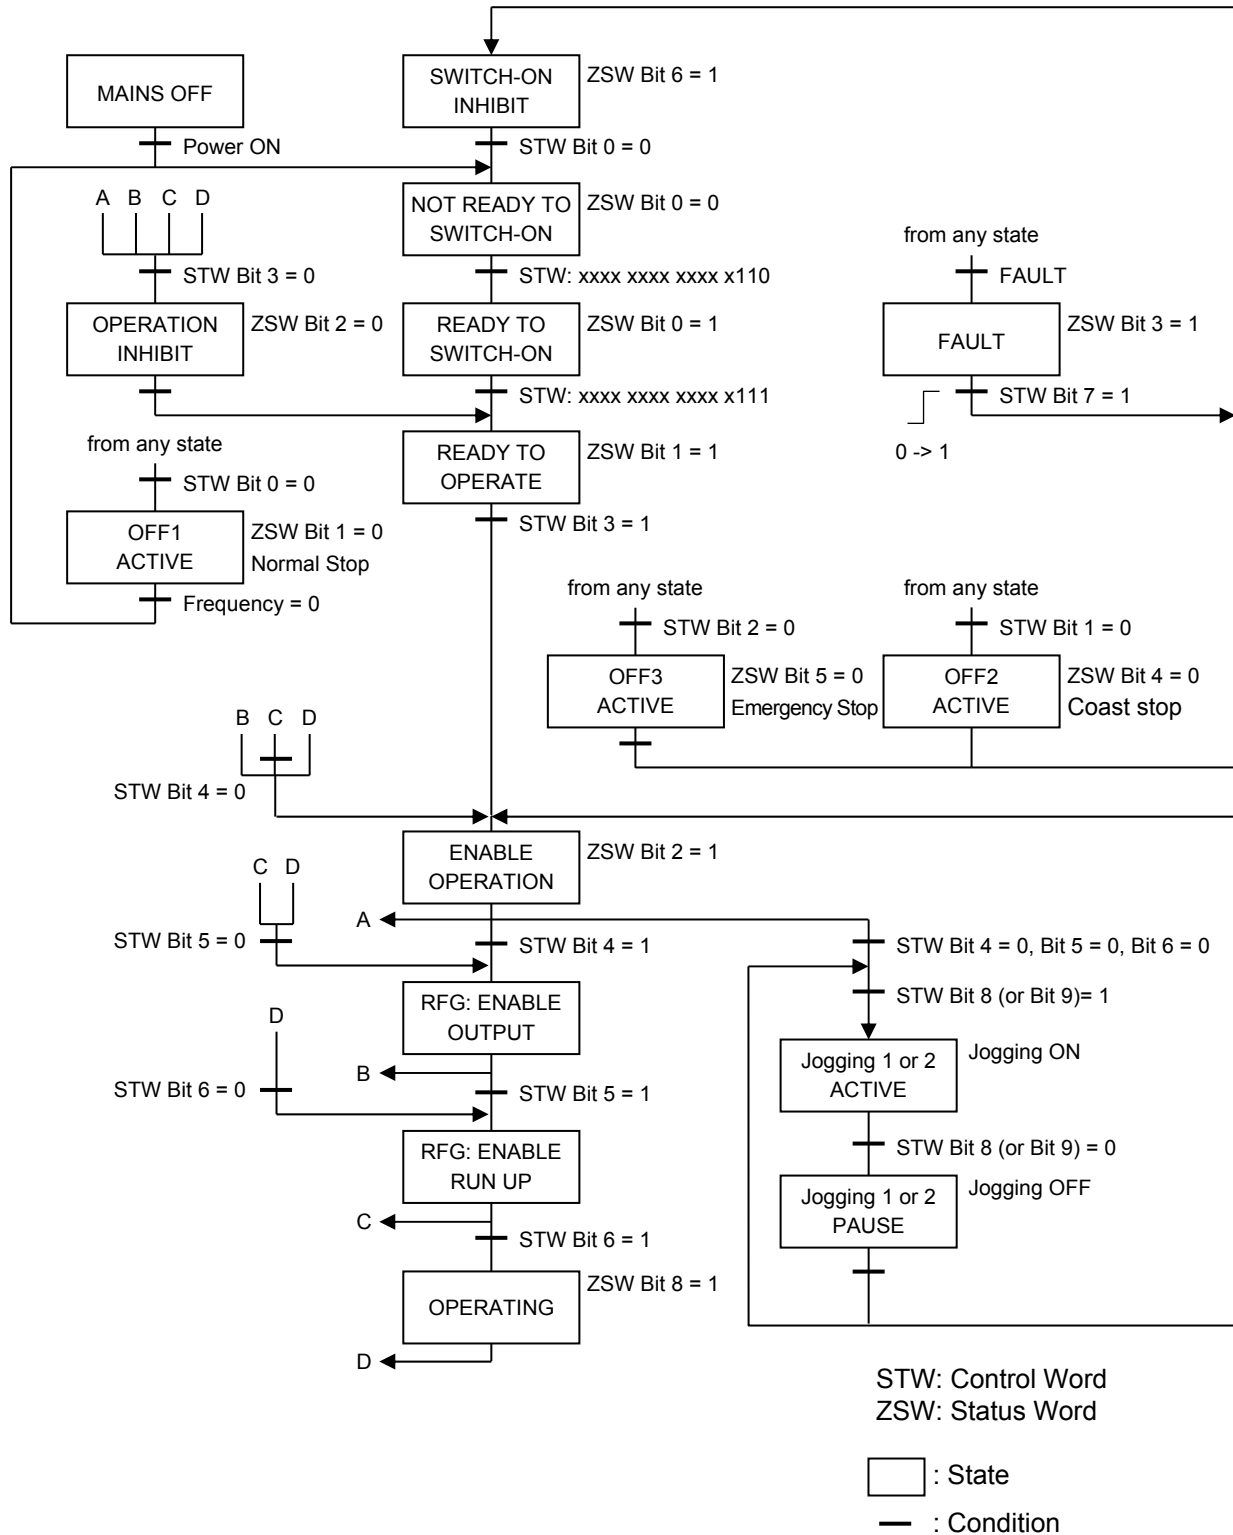 MAINS OFF
Power ON
SWITCH-ON
INHIBIT
ZSW Bit 6 = 1
STW Bit 0 = 0
A B C D
STW Bit 3 = 0
NOT READY TO
SWITCH-ON
ZSW Bit 0 = 0
STW: xxxx xxxx xxxx x110
from any state
FAULT
OPERATION
INHIBIT
ZSW Bit 2 = 0
READY TO
SWITCH-ON
ZSW Bit 0 = 1
STW: xxxx xxxx xxxx x111
FAULT
ZSW Bit 3 = 1
STW Bit 7 = 1
0 -> 1
from any state
STW Bit 0 = 0
READY TO
OPERATE
ZSW Bit 1 = 1
STW Bit 3 = 1
OFF1
ACTIVE
ZSW Bit 1 = 0
Normal Stop
Frequency = 0
from any state
STW Bit 2 = 0
OFF3
ACTIVE
ZSW Bit 5 = 0
Emergency Stop
from any state
STW Bit 1 = 0
OFF2
ACTIVE
ZSW Bit 4 = 0
Coast stop
B C D
STW Bit 4 = 0
ENABLE
OPERATION
ZSW Bit 2 = 1
C D
STW Bit 5 = 0
A
STW Bit 4 = 1
STW Bit 4 = 0, Bit 5 = 0, Bit 6 = 0
STW Bit 8 (or Bit 9)= 1
RFG: ENABLE
OUTPUT
D
STW Bit 6 = 0
B
STW Bit 5 = 1
Jogging 1 or 2
ACTIVE
Jogging ON
STW Bit 8 (or Bit 9) = 0
RFG: ENABLE
RUN UP
Jogging 1 or 2
PAUSE
Jogging OFF
C
STW Bit 6 = 1
OPERATING
ZSW Bit 8 = 1
D
STW: Control Word
ZSW: Status Word
: State
: Condition